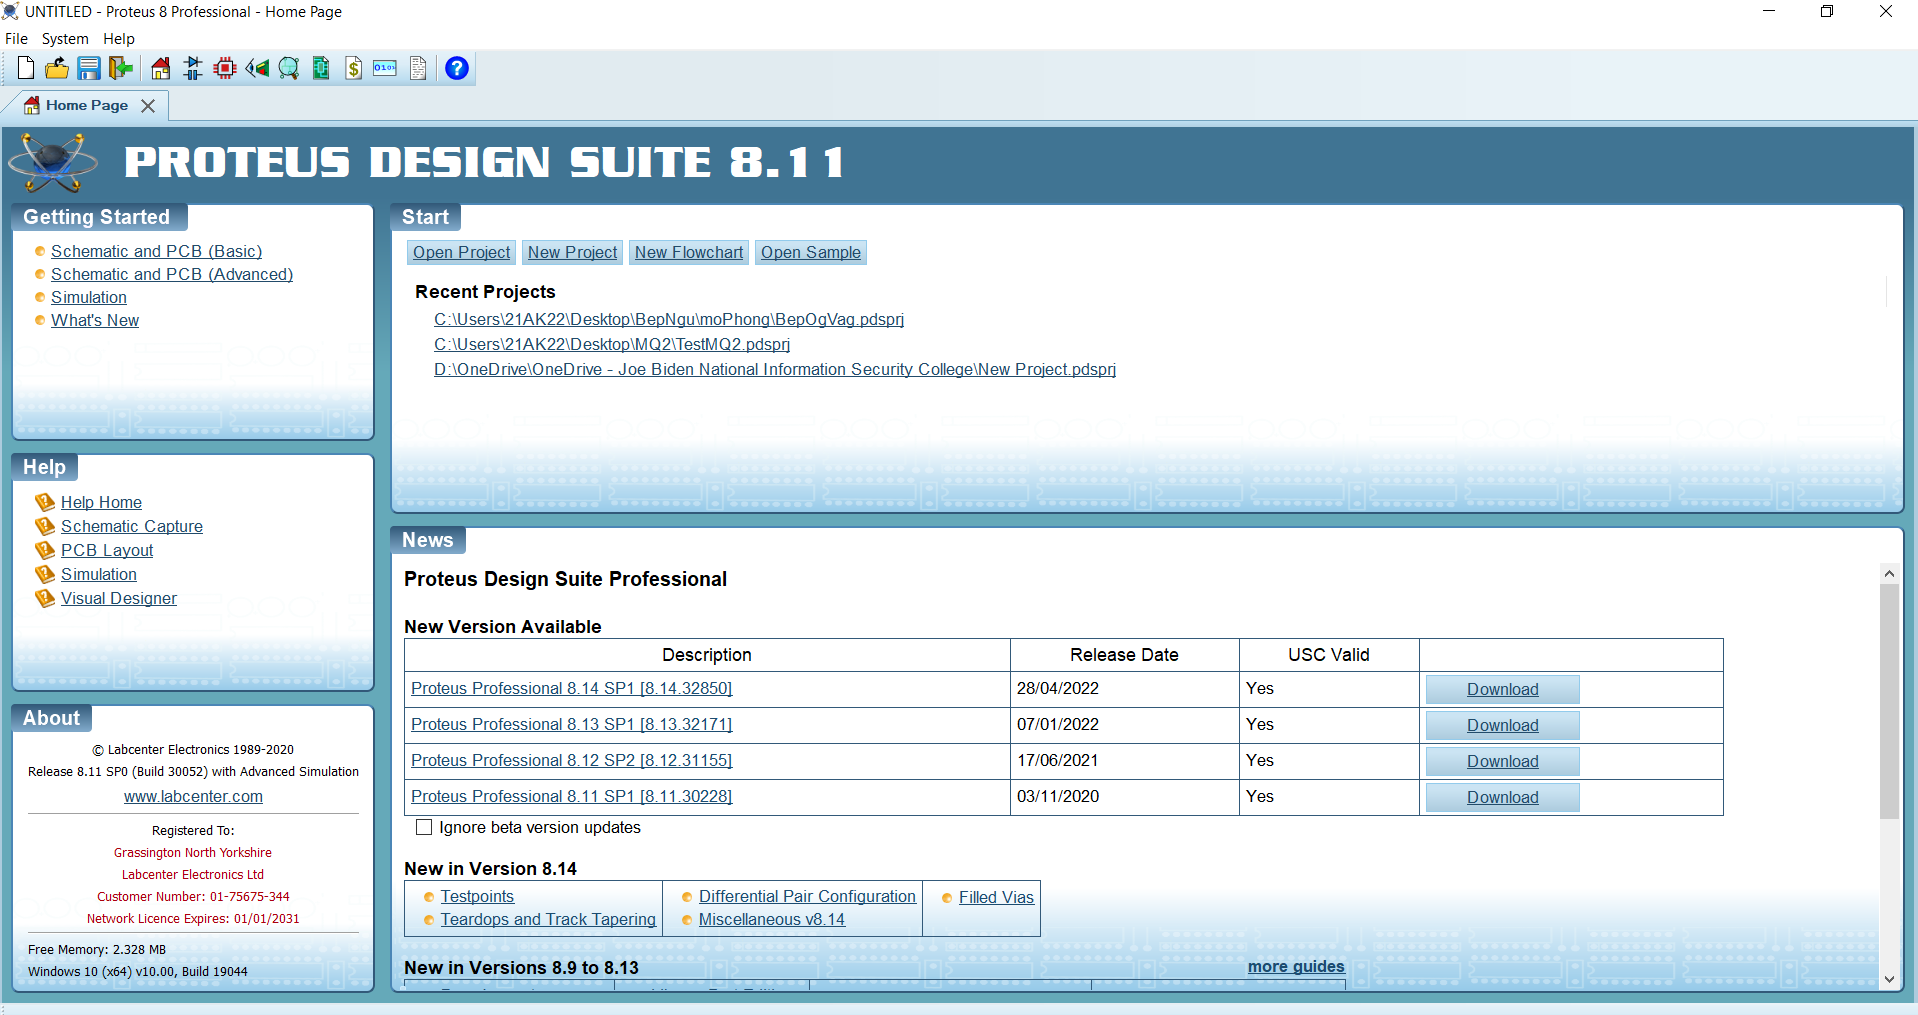 UNTITLED - Proteus 8 Professional - Home Page
File System Help
Home Page
PROTEUS DESIGN SUITE 8.11
Getting Started
Schematic and PCB (Basic)
Schematic and PCB (Advanced)
Simulation
What's New
Start
Open Project New Project New Flowchart Open Sample
Recent Projects
C:\Users\21AK22\Desktop\BepNgu\moPhong\BepOgVag.pdsprj
C:\Users\21AK22\Desktop\MQ2\TestMQ2.pdsprj
D:\OneDrive\OneDrive - Joe Biden National Information Security College\New Project.pdsprj
Help
Help Home
Schematic Capture
PCB Layout
Simulation
Visual Designer
About
© Labcenter Electronics 1989-2020
Release 8.11 SP0 (Build 30052) with Advanced Simulation
www.labcenter.com
Registered To:
Grassington North Yorkshire
Labcenter Electronics Ltd
Customer Number: 01-75675-344
Network Licence Expires: 01/01/2031
Free Memory: 2.328 MB
Windows 10 (x64) v10.00, Build 19044
News
Proteus Design Suite Professional
New Version Available
Description Release Date USC Valid
Proteus Professional 8.14 SP1 [8.14.32850] 28/04/2022 Yes Download
Proteus Professional 8.13 SP1 [8.13.32171] 07/01/2022 Yes Download
Proteus Professional 8.12 SP2 [8.12.31155] 17/06/2021 Yes Download
Proteus Professional 8.11 SP1 [8.11.30228] 03/11/2020 Yes Download
Ignore beta version updates
New in Version 8.14
Testpoints Differential Pair Configuration Filled Vias
Teardops and Track Tapering Miscellaneous v8.14
New in Versions 8.9 to 8.13 more guides